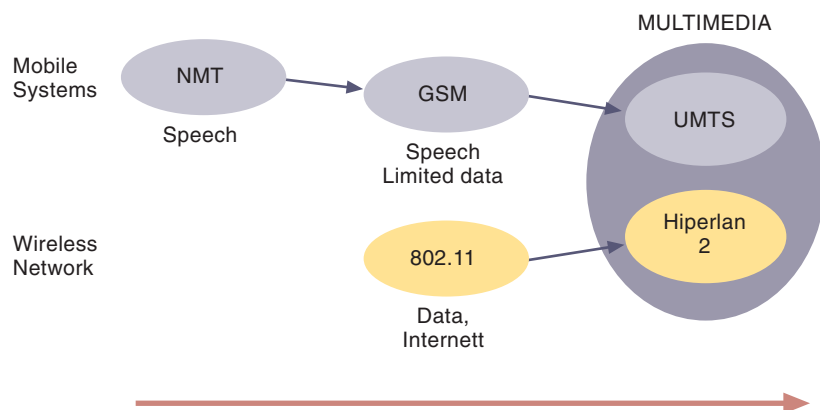 MULTIMEDIA
Mobile
Systems
NMT
Speech
GSM
Speech
Limited data
UMTS
Wireless
Network
802.11
Data,
Internett
Hiperlan
2